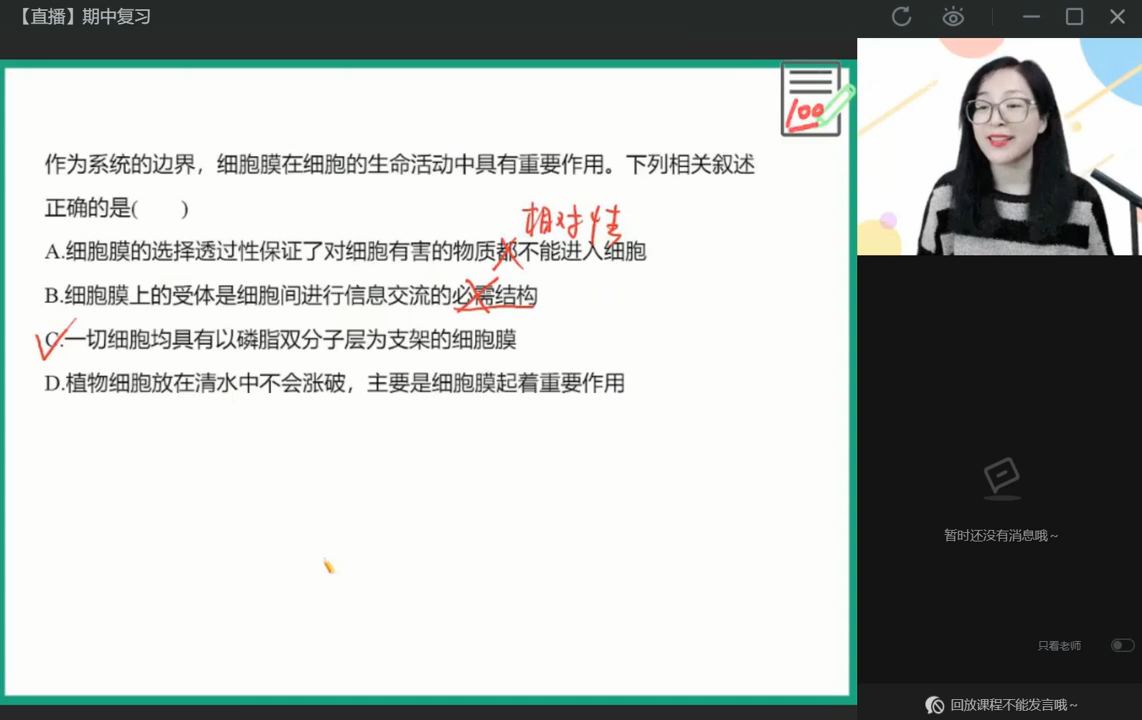 【直播】期中复习
100
作为系统的边界，细胞膜在细胞的生命活动中具有重要作用。下列相关叙述
正确的是(    )
相对性
A.细胞膜的选择透过性保证了对细胞有害的物质都不能进入细胞
B.细胞膜上的受体是细胞间进行信息交流的必需结构
C.一切细胞均具有以磷脂双分子层为支架的细胞膜
D.植物细胞放在清水中不会涨破，主要是细胞膜起着重要作用
暂时还没有消息哦～
只看老师
回放课程不能发言哦～